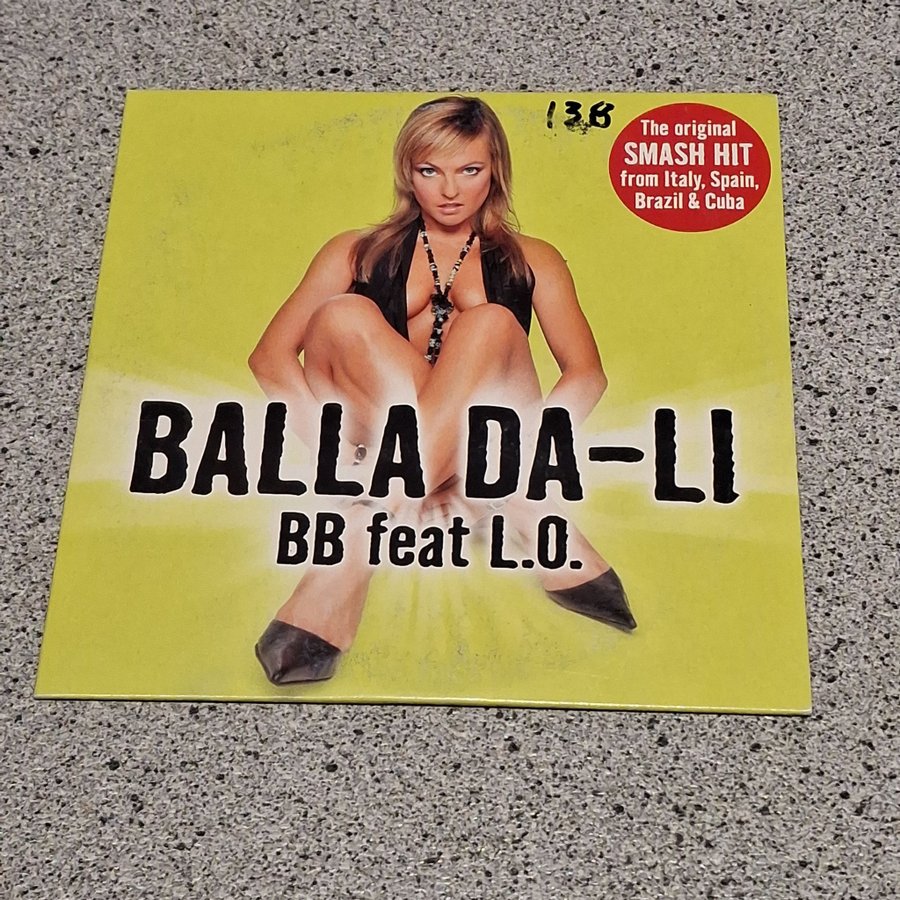 138
The original
SMASH HIT
from Italy, Spain,
Brazil & Cuba
BALLA DA-LI
BB feat L.O.